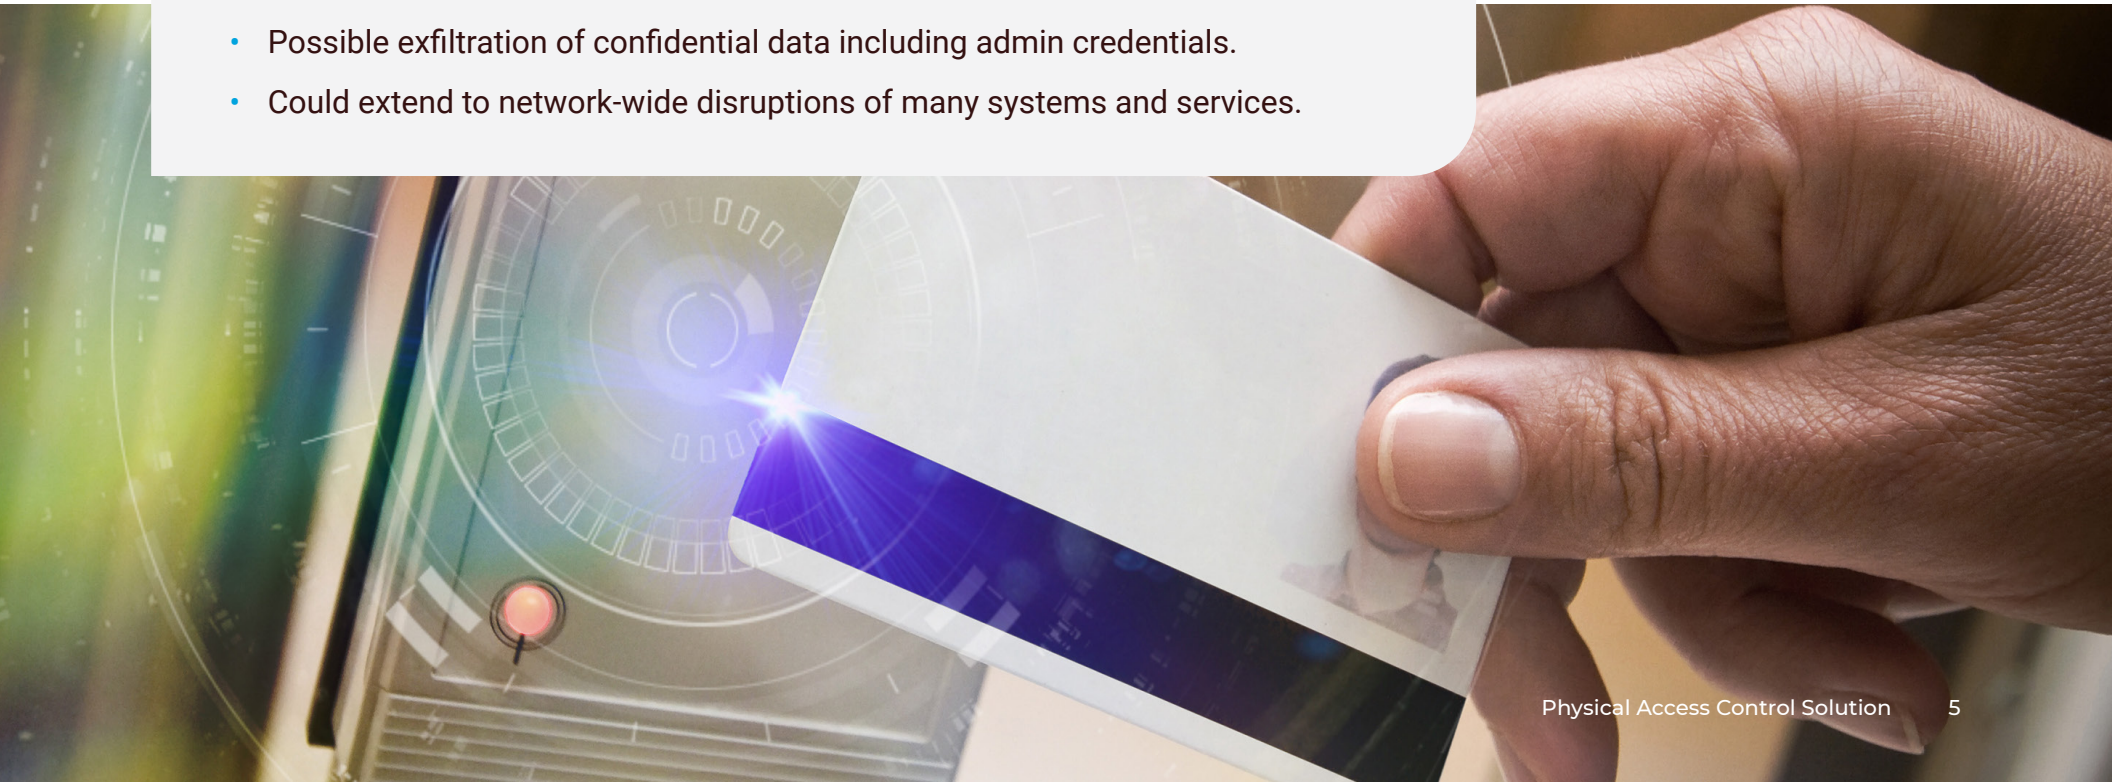 • Possible exfiltration of confidential data including admin credentials.
• Could extend to network-wide disruptions of many systems and services.
Physical Access Control Solution 5